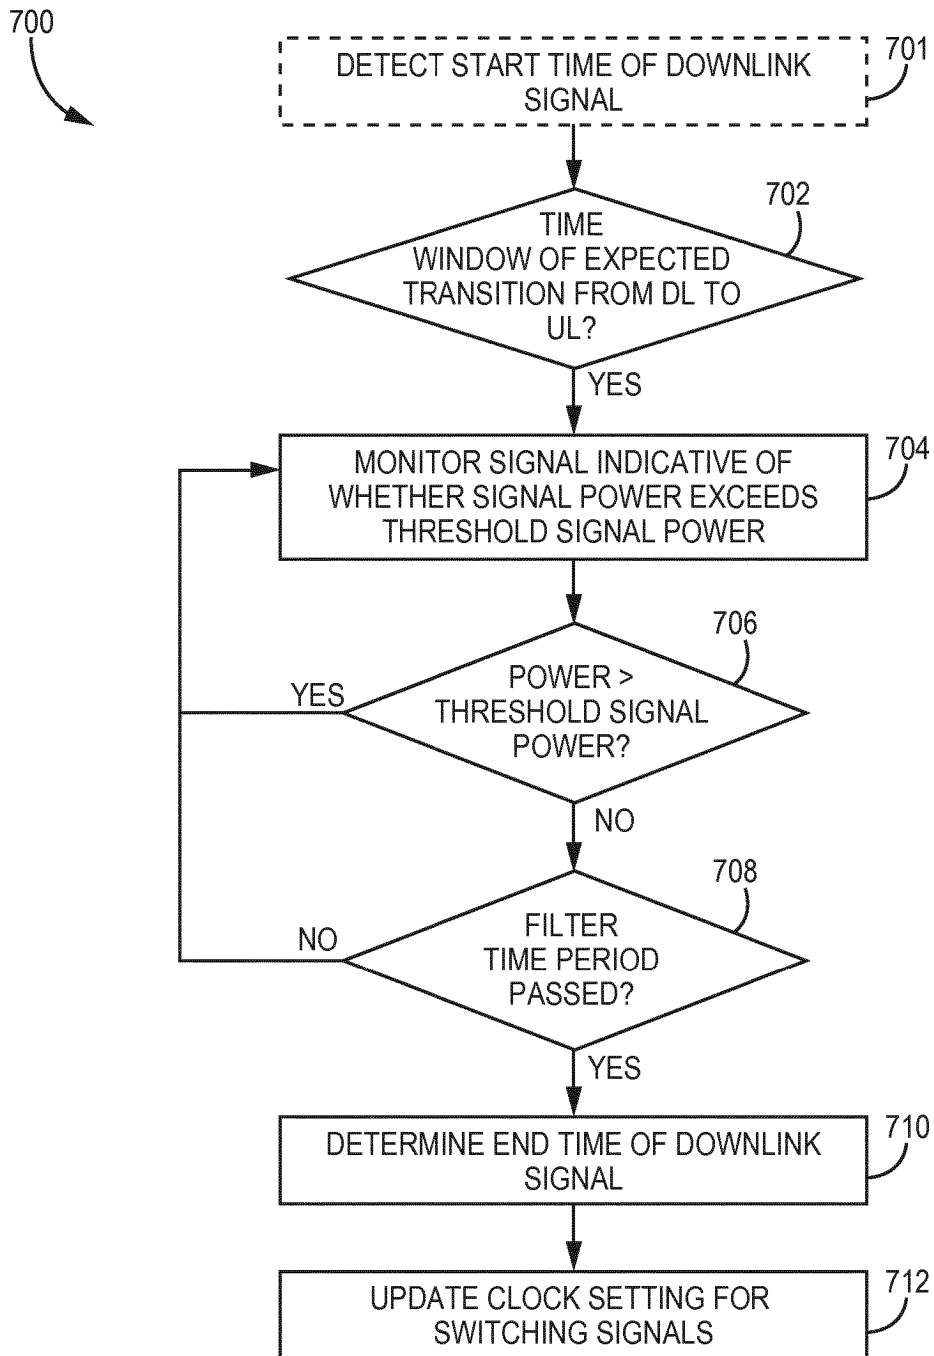 700
DETECT START TIME OF DOWNLINK
SIGNAL
701
702
TIME
WINDOW OF EXPECTED
TRANSITION FROM DL TO
UL?
YES
704
MONITOR SIGNAL INDICATIVE OF
WHETHER SIGNAL POWER EXCEEDS
THRESHOLD SIGNAL POWER
706
POWER >
THRESHOLD SIGNAL
POWER?
YES
NO
708
FILTER
TIME PERIOD
PASSED?
NO
YES
710
DETERMINE END TIME OF DOWNLINK
SIGNAL
712
UPDATE CLOCK SETTING FOR
SWITCHING SIGNALS